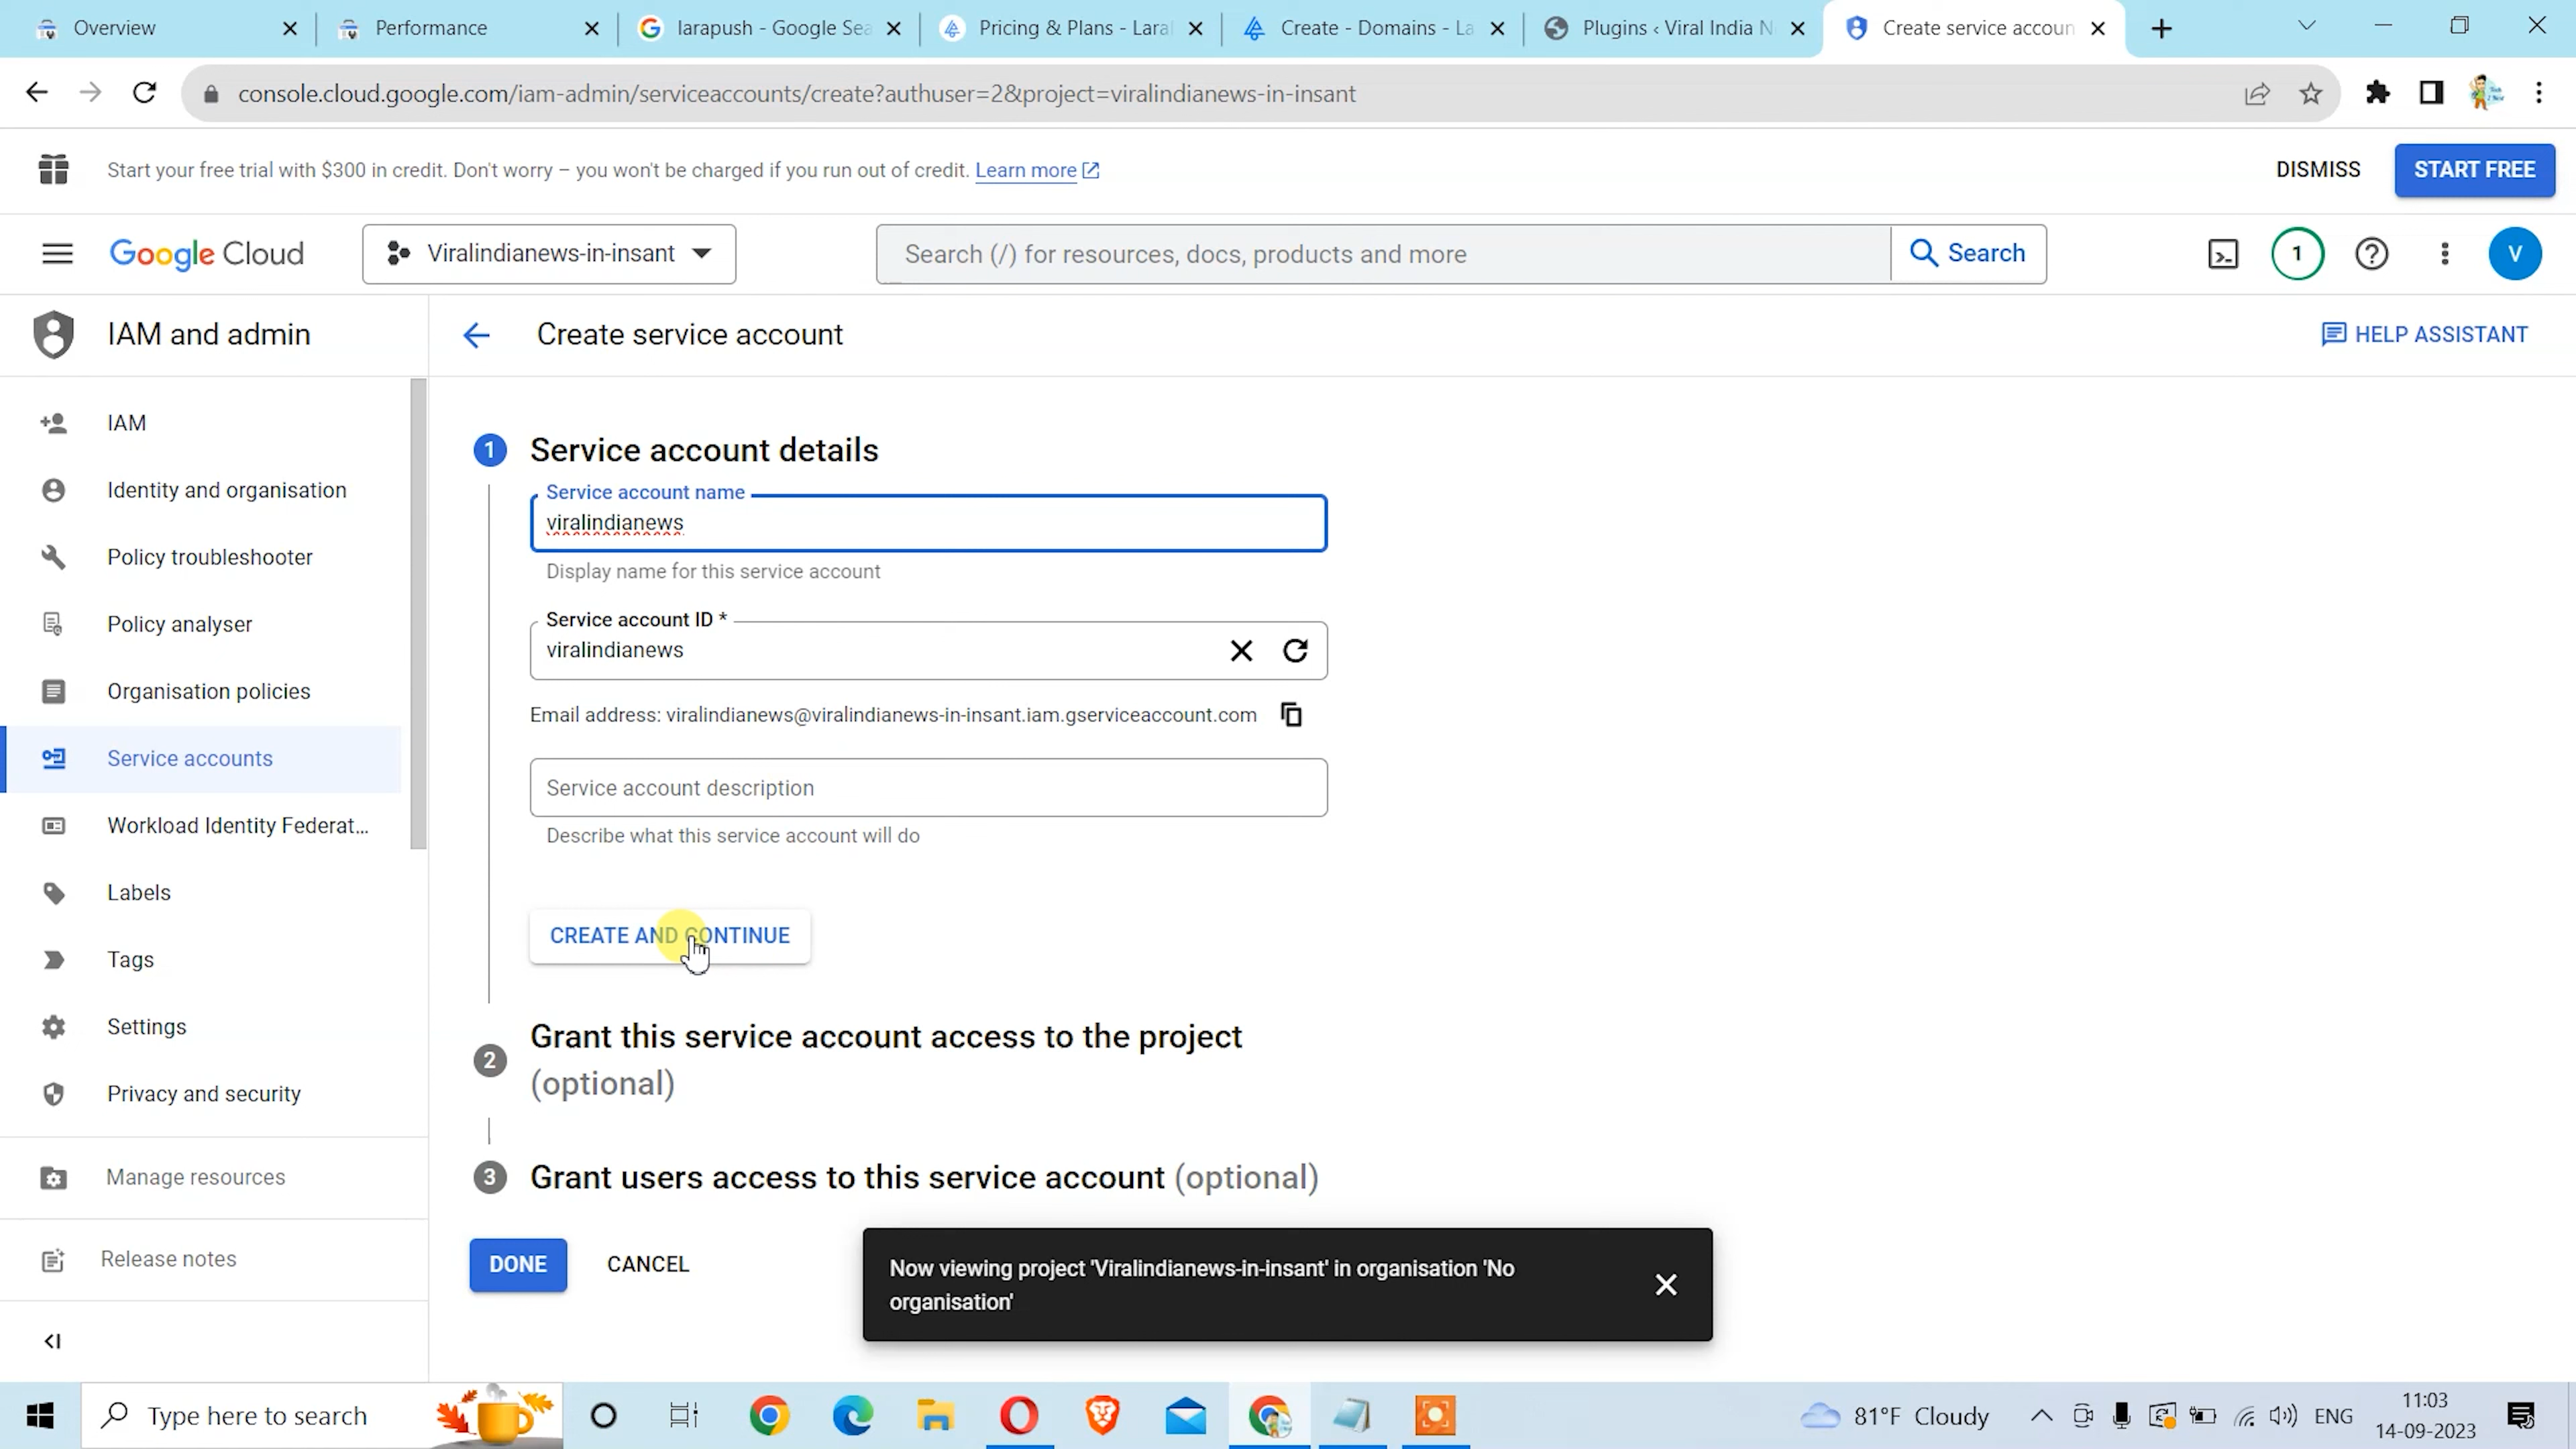 Overview
Performance
larapush - Google Sea
Pricing & Plans - Lara
Create - Domains - La
Plugins ‹ Viral India N
Create service accoun
console.cloud.google.com/iam-admin/serviceaccounts/create?authuser=2&project=viralindianews-in-insant
Start your free trial with $300 in credit. Don't worry – you won't be charged if you run out of credit. Learn more
DISMISS
START FREE
Google Cloud
Viralindianews-in-insant
Search (/) for resources, docs, products and more
Search
1
V
IAM and admin
Create service account
HELP ASSISTANT
IAM
Identity and organisation
Policy troubleshooter
Policy analyser
Organisation policies
Service accounts
Workload Identity Federat...
Labels
Tags
Settings
Privacy and security
Manage resources
Release notes
1
Service account details
Service account name
viralindianews
Display name for this service account
Service account ID *
viralindianews
Email address: viralindianews@viralindianews-in-insant.iam.gserviceaccount.com
Service account description
Describe what this service account will do
CREATE AND CONTINUE
2
Grant this service account access to the project
(optional)
3
Grant users access to this service account (optional)
DONE
CANCEL
Now viewing project 'Viralindianews-in-insant' in organisation 'No
organisation'
Type here to search
81°F Cloudy
ENG
11:03
14-09-2023